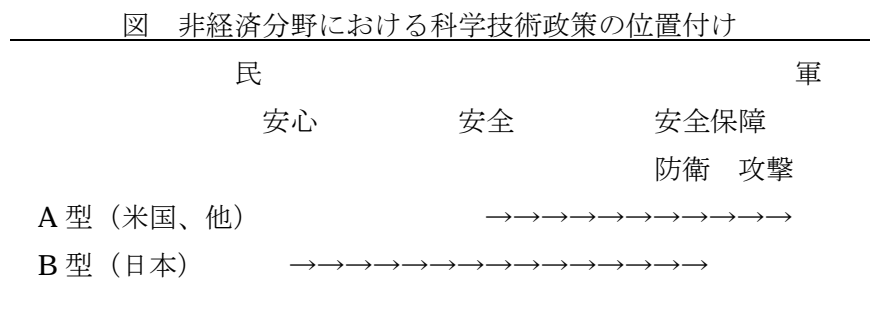 図　非経済分野における科学技術政策の位置付け
民　軍
安心　安全　安全保障
防衛　攻撃
A 型（米国、他）　→→→→→→→→→→→
B 型（日本）　→→→→→→→→→→→→→→→